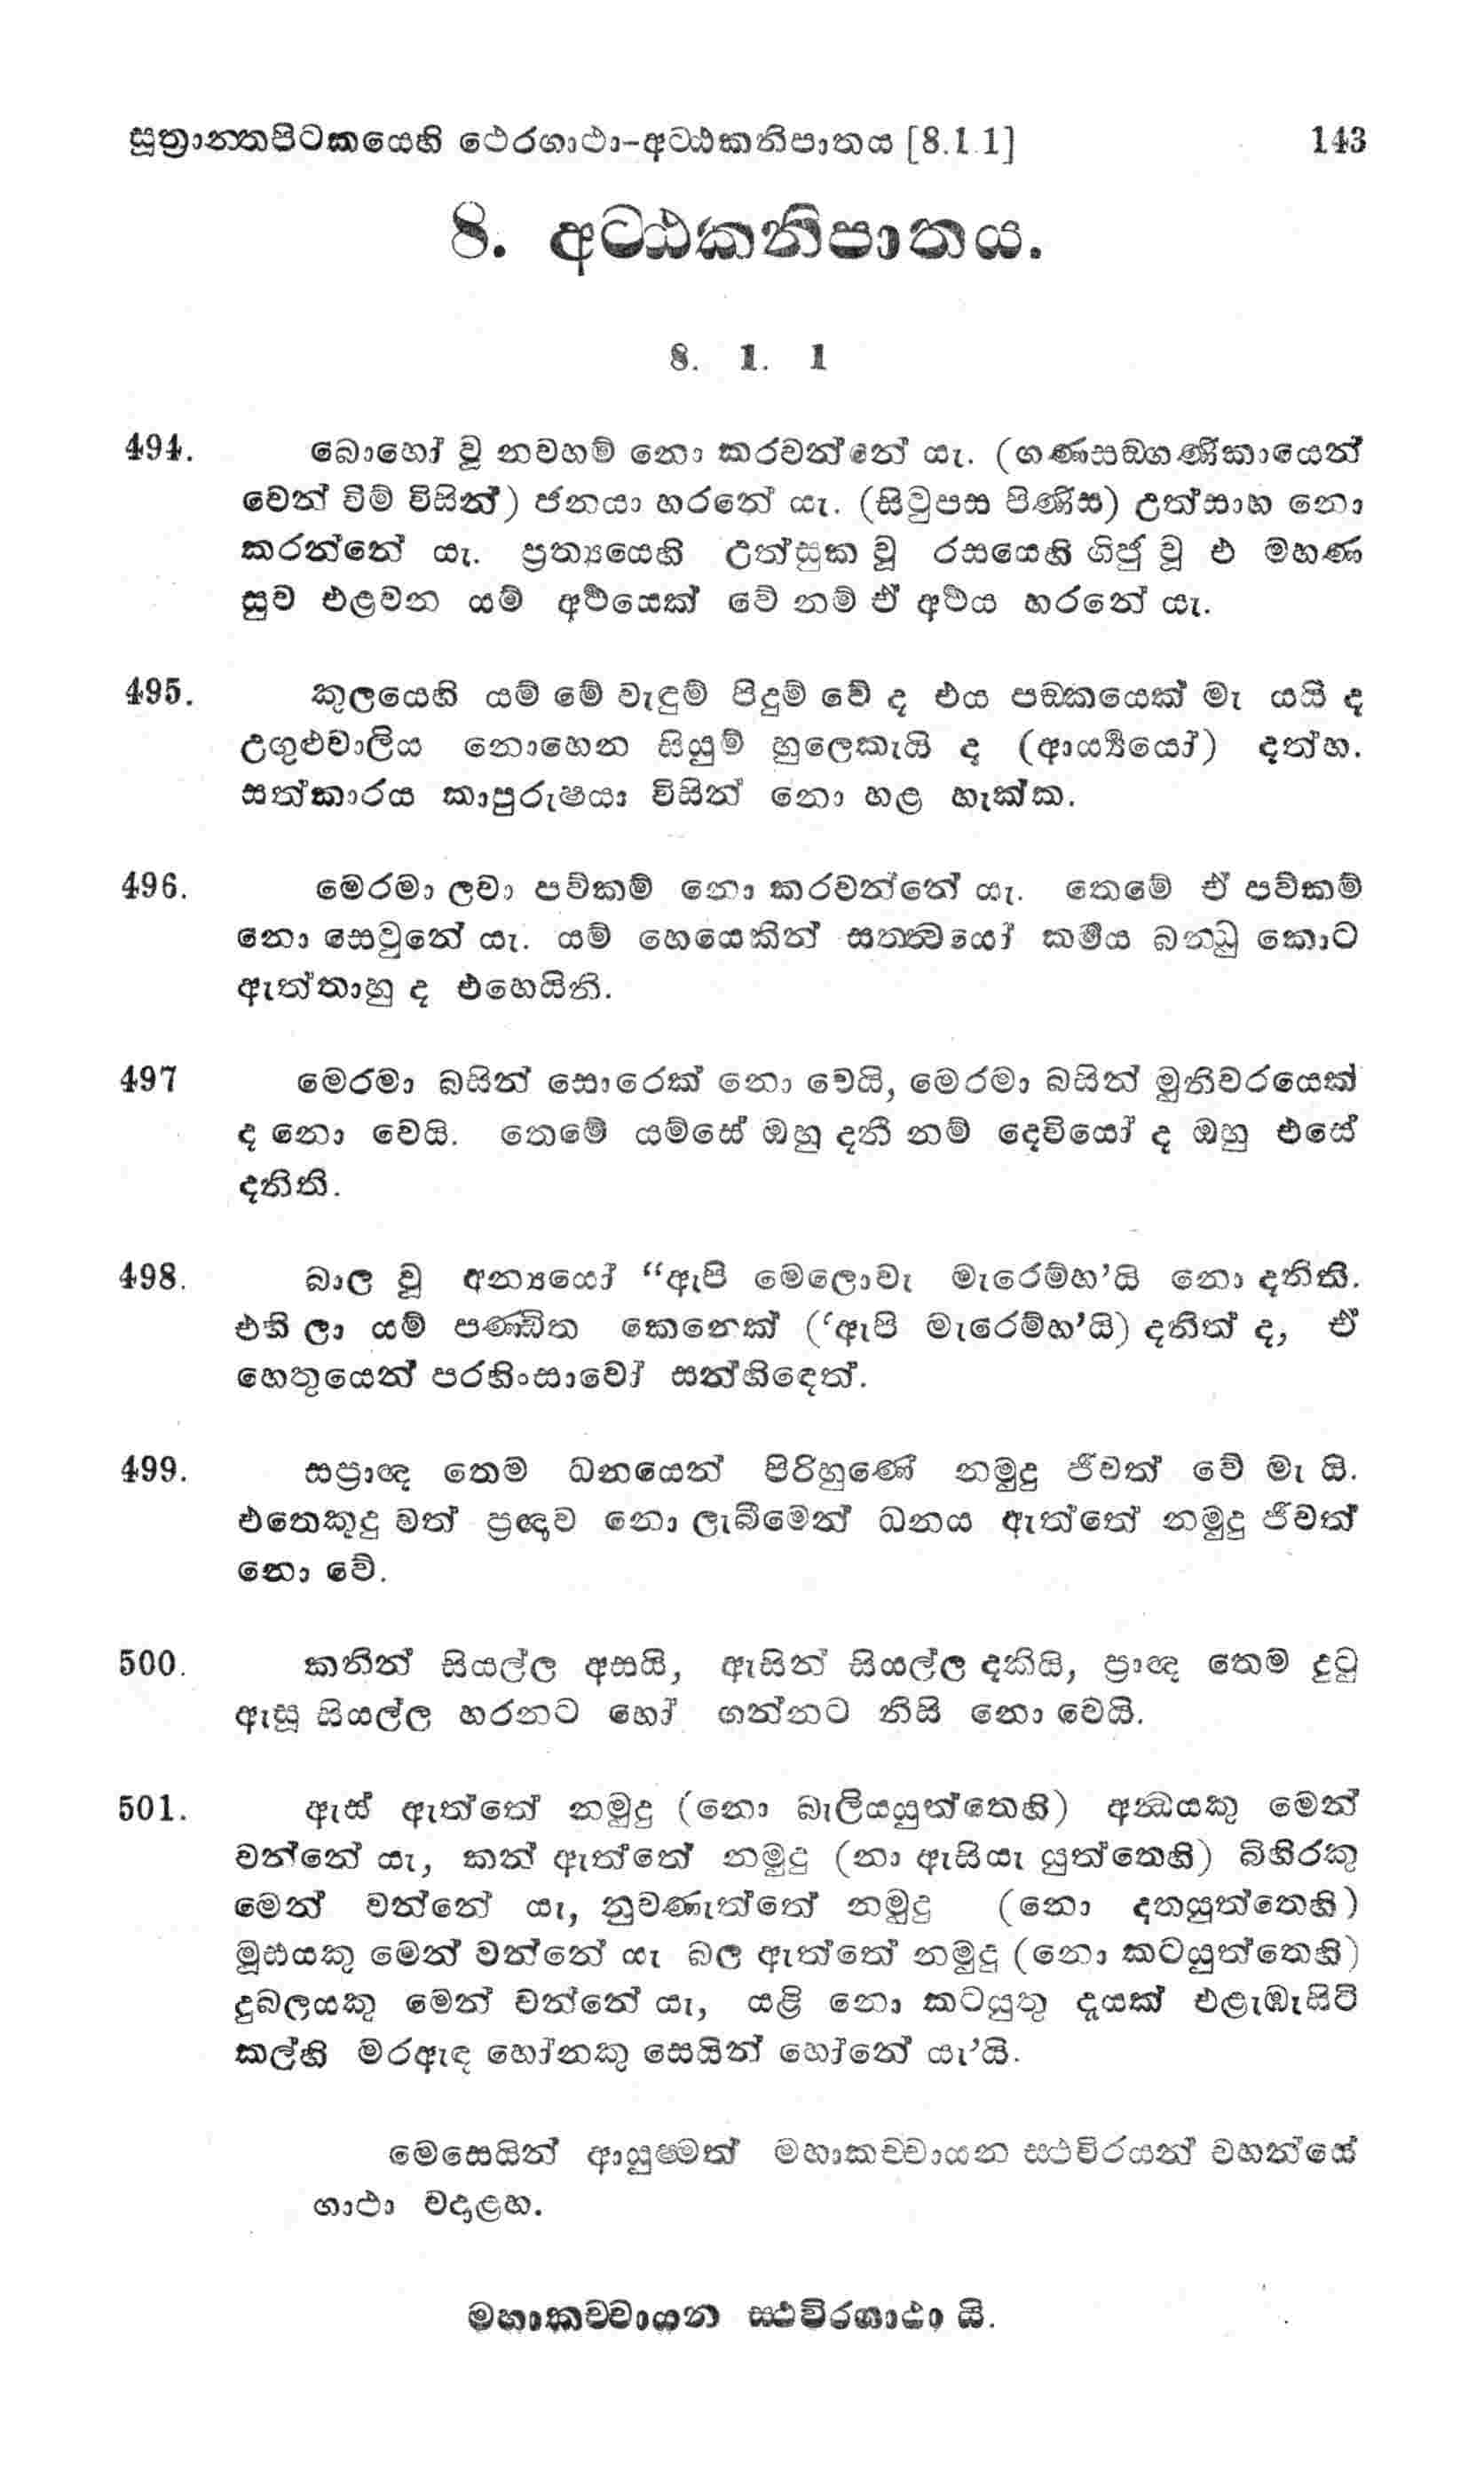 සූත්‍රාන්තපිටකයෙහි ථෙරගාථා-අට්ඨකනිපාතය [8.1.1] 143
8. අට්ඨකනිපාතය.
8. 1. 1
494. බොහෝ වූ නවහම් නො කරවන්නේ යැ. (ගණසඞ්ගණිකායෙන්
වෙන් වීම් විසින්) ජනයා හරනේ යැ. (සිවුපස පිණිස) උත්සාහ නො
කරන්නේ යැ. ප්‍රත්‍යයෙහි උත්සුක වූ රසයෙහි ගිජු වූ එ මහණ
සුව එළවන යම් අර්‍ථයෙක් වේ නම් ඒ අර්‍ථය හරනේ යැ.
495. කුලයෙහි යම් මේ වැඳුම් පිදුම් වේ ද එය පඞ්කයෙක් මැ යයි ද
උගුළුවාලිය නොහෙන සියුම් හුලෙකැයි ද (ආර්‍ය්‍යයෝ) දත්හ.
සත්කාරය කාපුරුෂයා විසින් නො හළ හැක්ක.
496. මෙරමා ලවා පව්කම් නො කරවන්නේ යැ. තෙමේ ඒ පව්කම්
නො සෙවුනේ යැ. යම් හෙයෙකින් සත්ත්‍වයෝ කර්‍මය බන්‍ධු කොට
ඇත්තාහු ද එහෙයිනි.
497 මෙරමා බසින් සොරෙක් නො වෙයි, මෙරමා බසින් මුනිවරයෙක්
ද නො වෙයි. තෙමේ යම්සේ ඔහු දනී නම් දෙවියෝ ද ඔහු එසේ
දනිති.
498. බාල වූ අන්‍යයෝ “ඇපි මෙලොවැ මැරෙම්හ’යි නො දනිති.
එහි ලා යම් පණ්ඩිත කෙනෙක් (‘ඇපි මැරෙම්හ’යි) දනිත් ද, ඒ
හෙතුයෙන් පරහිංසාවෝ සන්හිඳෙත්.
499. සප්‍රාඥ තෙම ධනයෙන් පිරිහුණේ නමුදු ජීවත් වේ මැ යි.
එතෙකුදු වත් ප්‍රඥාව නො ලැබීමෙන් ධනය ඇත්තේ නමුදු ජීවත්
නො වේ.
500. කනින් සියල්ල අසයි, ඇසින් සියල්ල දකියි, ප්‍රාඥ තෙම දුටු
ඇසූ සියල්ල හරනට හෝ ගන්නට නිසි නො වෙයි.
501. ඇස් ඇත්තේ නමුදු (නො බැලියයුත්තෙහි) අන්‍ධයකු මෙන්
වන්නේ යැ, කන් ඇත්තේ නමුදු (නා ඇසියැ යුත්තෙහි) බිහිරකු
මෙන් වන්නේ යැ, නුවණැත්තේ නමුදු (නො දතයුත්තෙහි)
මූඪයකු මෙන් වන්නේ යැ බල ඇත්තේ නමුදු (නො කටයුත්තෙහි)
දුබලයකු මෙන් වන්නේ යැ, යළි නො කටයුතු දැයක් එළැඹැසිටි
කල්හි මරඇඳ හෝනකු සෙයින් හෝනේ යැ’යි.
මෙසෙයින් ආයුෂ්මත් මහාකච්චායන ස්ථවිරයන් වහන්සේ
ගාථා වදාළහ.
මහාකච්චායන ස්ථවිරගාථා යි.